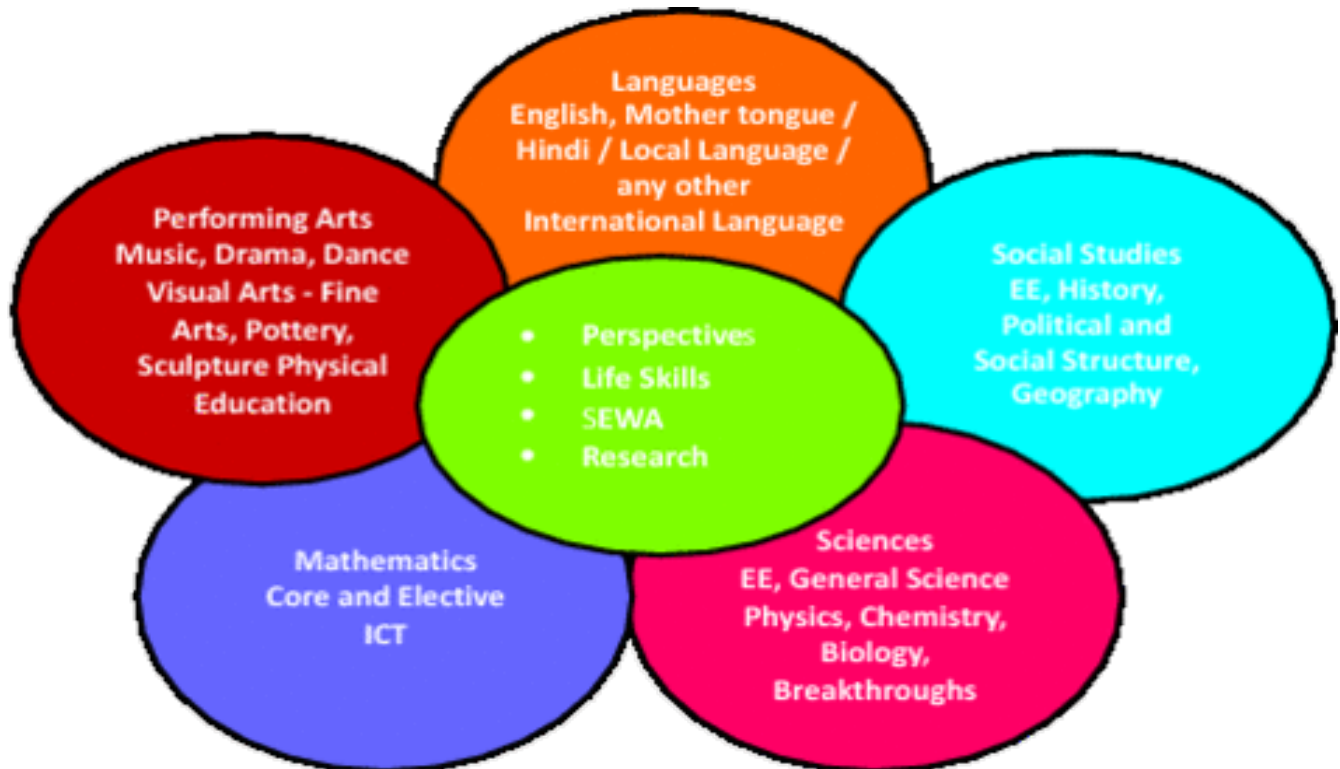 Languages
English, Mother tongue /
Hindi / Local Language /
any other
International Language
Performing Arts
Music, Drama, Dance
Visual Arts - Fine
Arts, Pottery,
Sculpture Physical
Education
Social Studies
EE, History,
Political and
Social Structure,
Geography
• Perspectives
• Life Skills
• SEWA
• Research
Mathematics
Core and Elective
ICT
Sciences
EE, General Science
Physics, Chemistry,
Biology,
Breakthroughs